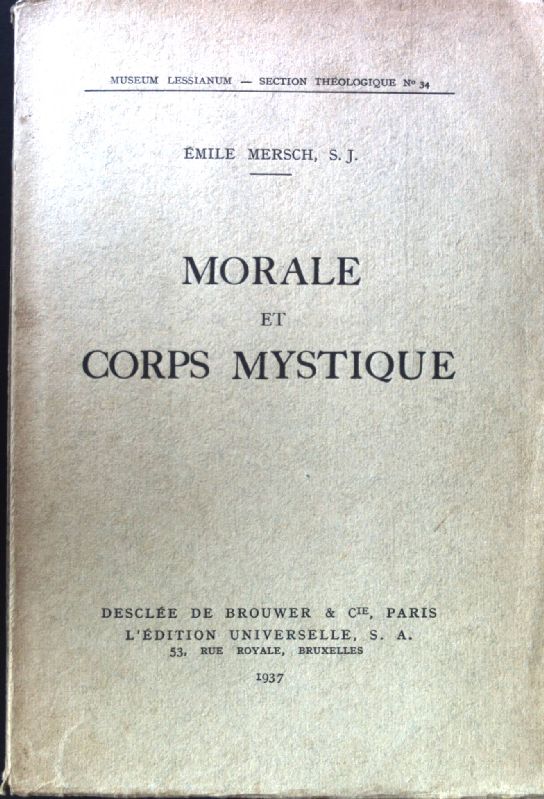 MUSEUM LESSIANUM — SECTION THÉOLOGIQUE Nº 34
ÉMILE MERSCH, S. J.
MORALE
ET
CORPS MYSTIQUE
DESCLÉE DE BROUWER & CIE, PARIS
L'ÉDITION UNIVERSELLE, S. A.
53, RUE ROYALE, BRUXELLES
1937